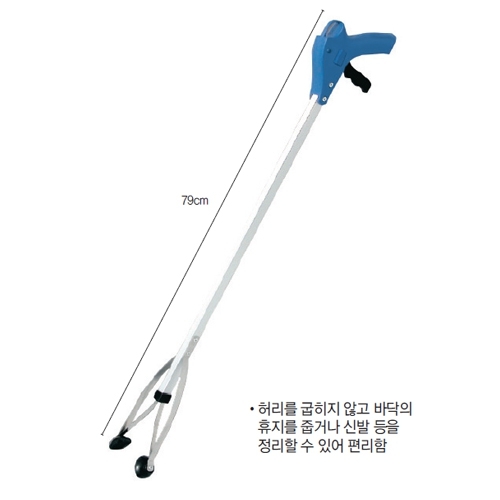 79cm
• 허리를 굽히지 않고 바닥의
휴지를 줍거나 신발 등을
정리할 수 있어 편리함